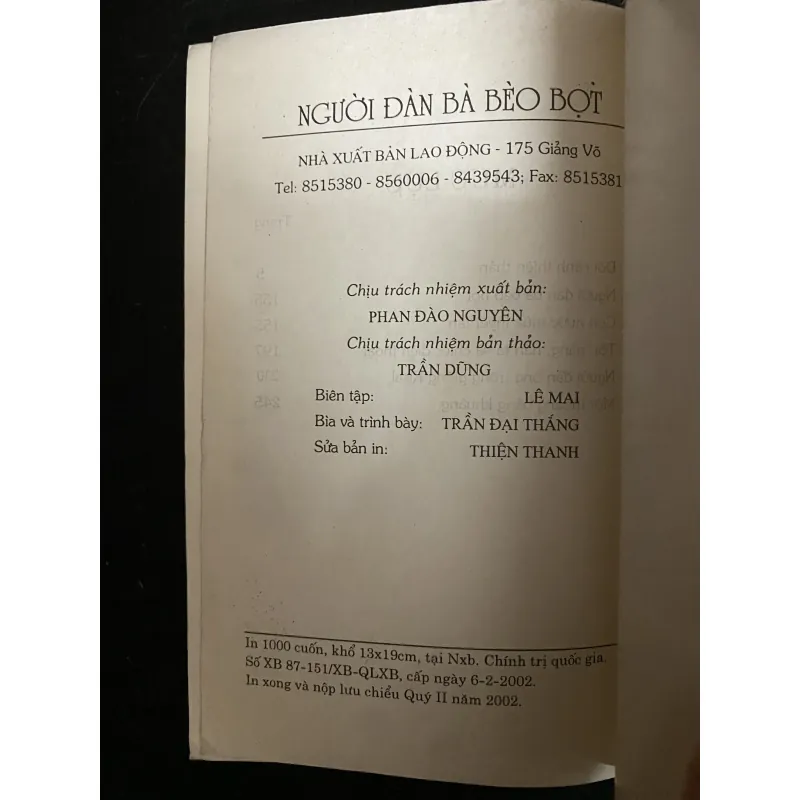 NGƯỜI ĐÀN BÀ BÈO BỌT
NHÀ XUẤT BẢN LAO ĐỘNG - 175 Giảng Võ
Tel: 8515380 - 8560006 - 8439543; Fax: 8515381
Chịu trách nhiệm xuất bản:
PHAN ĐÀO NGUYÊN
Chịu trách nhiệm bản thảo:
TRẦN DŨNG
Biên tập: LÊ MAI
Bìa và trình bày: TRẦN ĐẠI THẮNG
Sửa bản in: THIỆN THANH
In 1000 cuốn, khổ 13x19cm, tại Nxb. Chính trị quốc gia.
Số XB 87-151/XB-QLXB, cấp ngày 6-2-2002.
In xong và nộp lưu chiểu Quý II năm 2002.